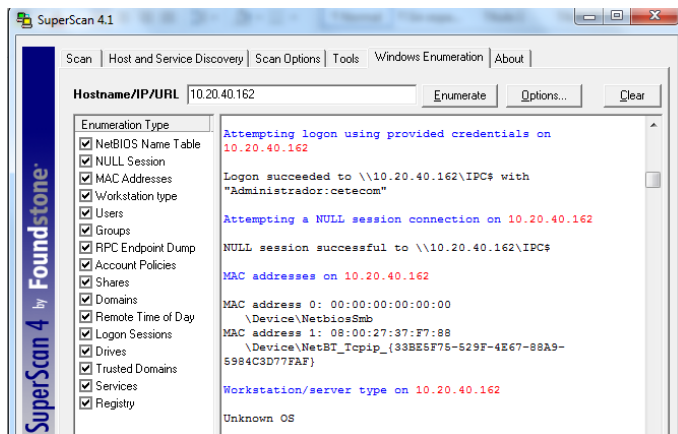 SuperScan 4.1
Scan
Host and Service Discovery
Scan Options
Tools
Windows Enumeration
About
Hostname/IP/URL 10.20.40.162
Enumerate
Options...
Clear
Enumeration Type
NetBIOS Name Table
NULL Session
MAC Addresses
Workstation type
Users
Groups
RPC Endpoint Dump
Account Policies
Shares
Domains
Remote Time of Day
Logon Sessions
Drives
Trusted Domains
Services
Registry
Attempting logon using provided credentials on
10.20.40.162
Logon succeeded to \\10.20.40.162\IPC$ with
"Administrador:cetecom"
Attempting a NULL session connection on 10.20.40.162
NULL session successful to \\10.20.40.162\IPC$
MAC addresses on 10.20.40.162
MAC address 0: 00:00:00:00:00:00
\Device\NetbiosSmb
MAC address 1: 08:00:27:37:F7:88
\Device\NetBT_Tcpip_{33BE5F75-529F-4E67-88A9-
5984C3D77FAF}
Workstation/server type on 10.20.40.162
Unknown OS
SuperScan 4 by Foundstone